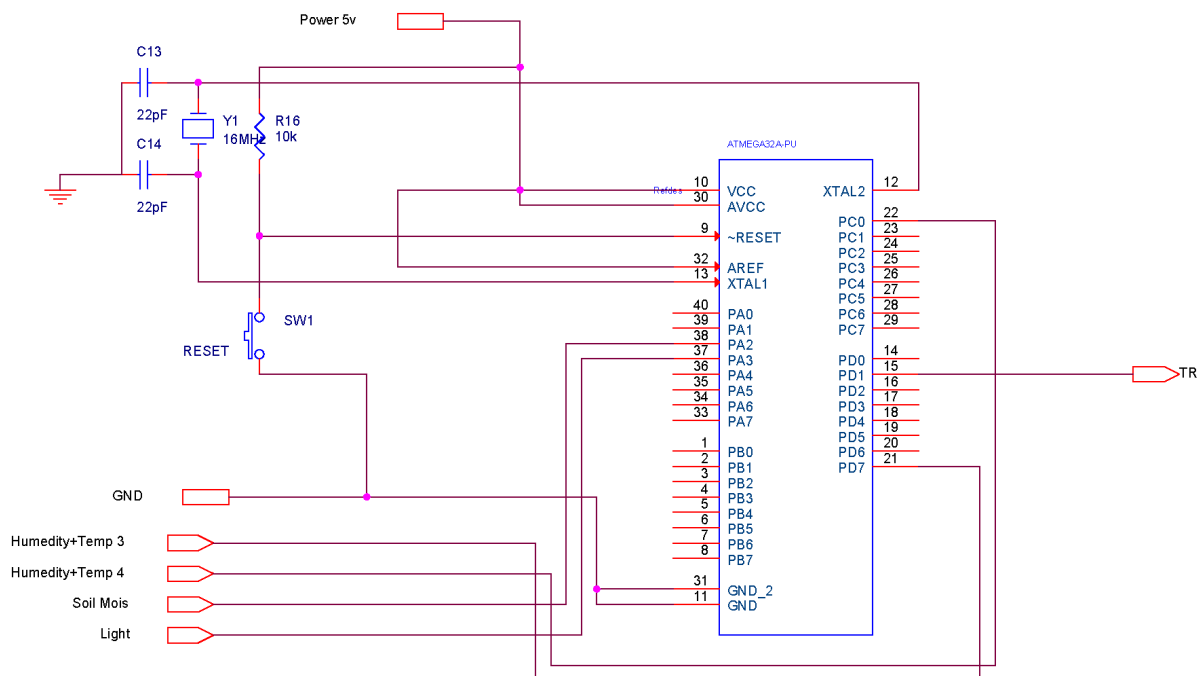 Power 5v
C13
22pF
Y1
16MHz
R16
10k
C14
22pF
ATMEGA32A-PU
Refdes
10 VCC
30 AVCC
9 ~RESET
32 AREF
13 XTAL1
40 PA0
39 PA1
38 PA2
37 PA3
36 PA4
35 PA5
34 PA6
33 PA7
1 PB0
2 PB1
3 PB2
4 PB3
5 PB4
6 PB5
7 PB6
8 PB7
31 GND_2
11 GND
XTAL2 12
PC0 22
PC1 23
PC2 24
PC3 25
PC4 26
PC5 27
PC6 28
PC7 29
PD0 14
PD1 15
PD2 16
PD3 17
PD4 18
PD5 19
PD6 20
PD7 21
TR
SW1
RESET
GND
Humedity+Temp 3
Humedity+Temp 4
Soil Mois
Light